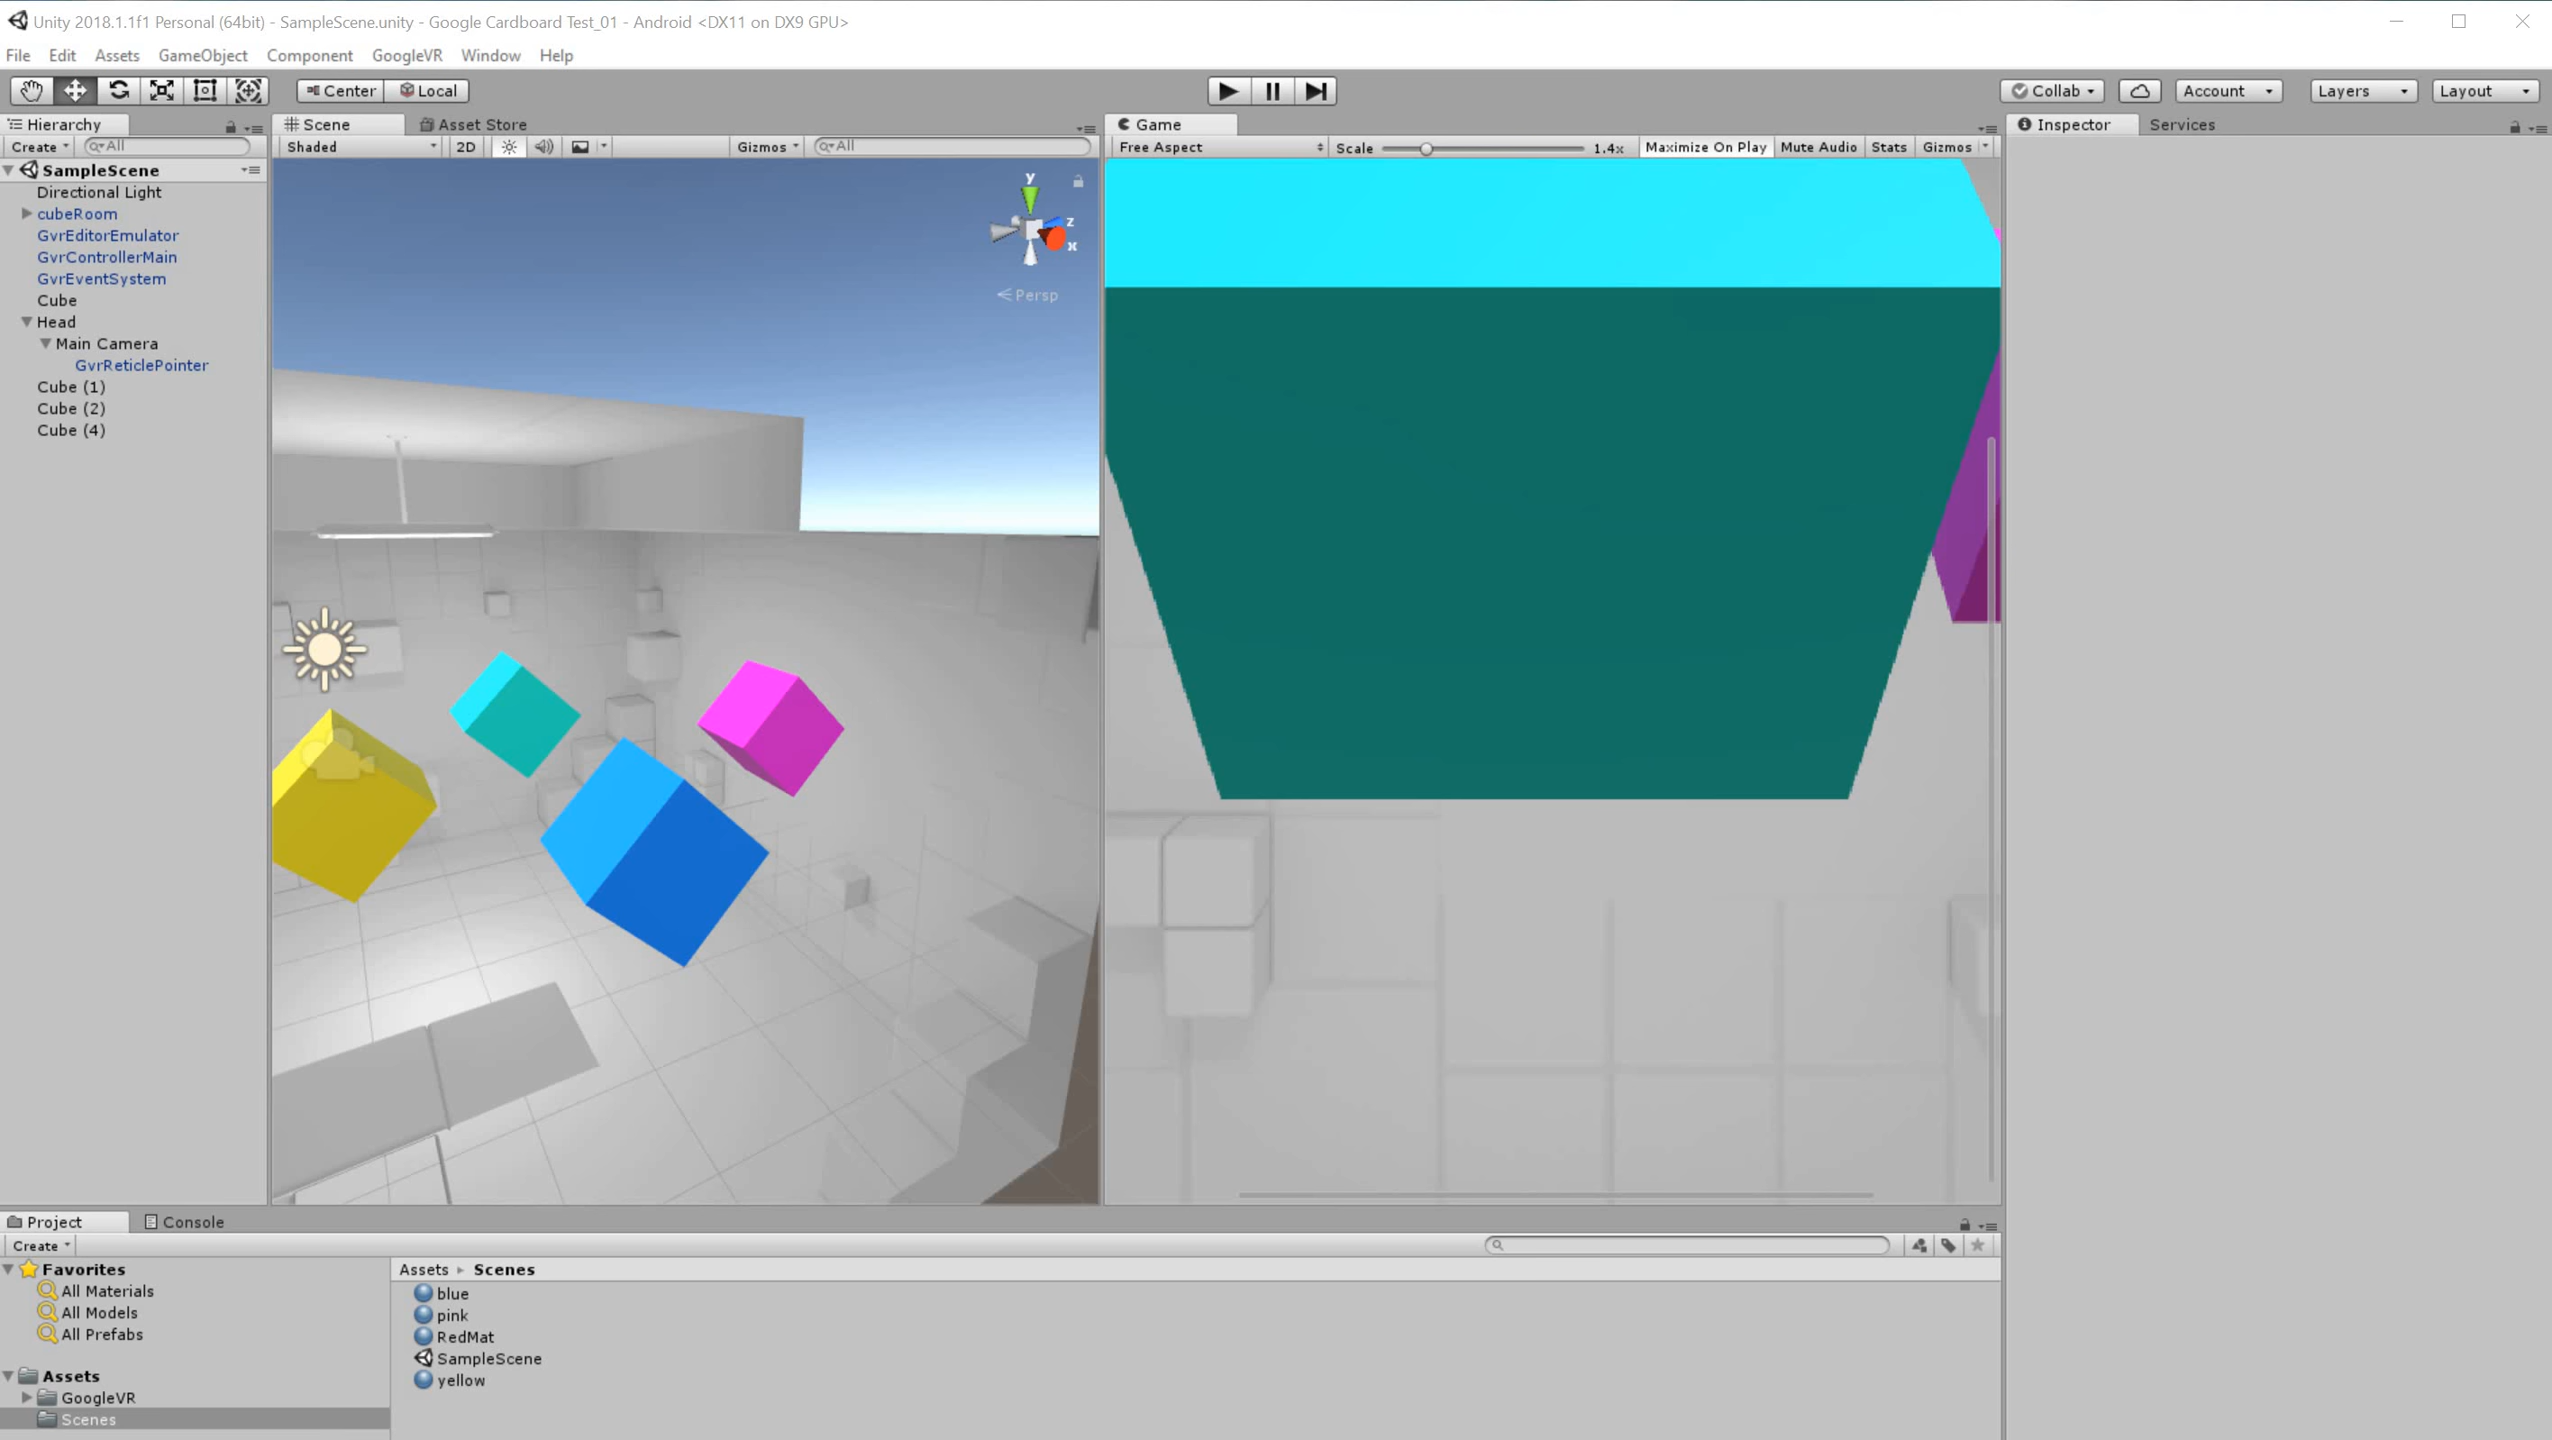 Unity 2018.1.1f1 Personal (64bit) - SampleScene.unity - Google Cardboard Test_01 - Android <DX11 on DX9 GPU>
File Edit Assets GameObject Component GoogleVR Window Help
Center Local Collab Account Layers Layout
Hierarchy Scene Asset Store Game Inspector Services
Create All Shaded 2D Gizmos All Free Aspect Scale 1.4x Maximize On Play Mute Audio Stats Gizmos
SampleScene
Directional Light
cubeRoom
GvrEditorEmulator
GvrControllerMain
GvrEventSystem
Cube
Head
Main Camera
GvrReticlePointer
Cube (1)
Cube (2)
Cube (4)
y
z
x
Persp
Project Console
Create
Favorites
All Materials
All Models
All Prefabs
Assets
GoogleVR
Scenes
Assets Scenes
blue
pink
RedMat
SampleScene
yellow